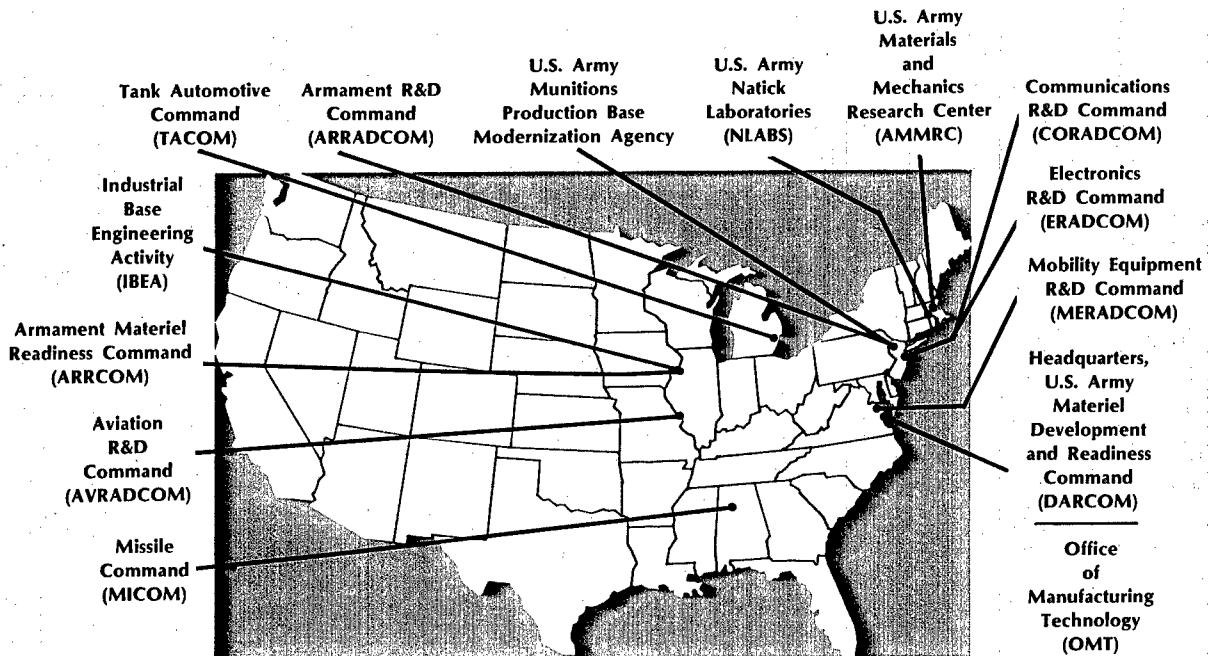 Tank Automotive
Command
(TACOM)
Armament R&D
Command
(ARRADCOM)
U.S. Army
Munitions
Production Base
Modernization Agency
U.S. Army
Natick
Laboratories
(NLABS)
U.S. Army
Materials
and
Mechanics
Research Center
(AMMRC)
Communications
R&D Command
(CORADCOM)
Electronics
R&D Command
(ERADCOM)
Mobility Equipment
R&D Command
(MERADCOM)
Headquarters,
U.S. Army
Materiel
Development
and Readiness
Command
(DARCOM)
Office
of
Manufacturing
Technology
(OMT)
Industrial
Base
Engineering
Activity
(IBEA)
Armament Materiel
Readiness Command
(ARRCOM)
Aviation
R&D
Command
(AVRADCOM)
Missile
Command
(MICOM)